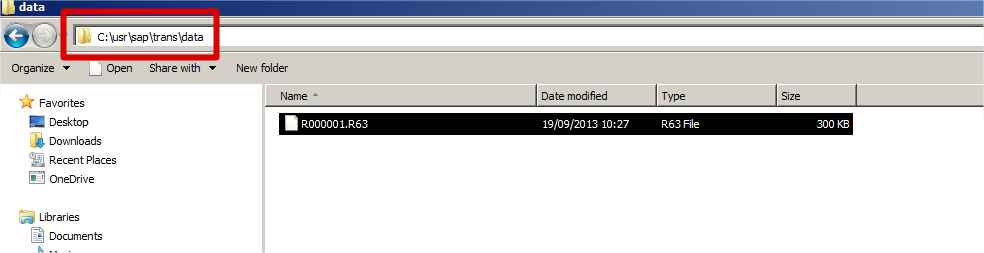 data
C:\usr\sap\trans\data
Organize Open Share with New folder
Favorites
Desktop
Downloads
Recent Places
OneDrive
Libraries
Documents
Name Date modified Type Size
R000001.R63 19/09/2013 10:27 R63 File 300 KB